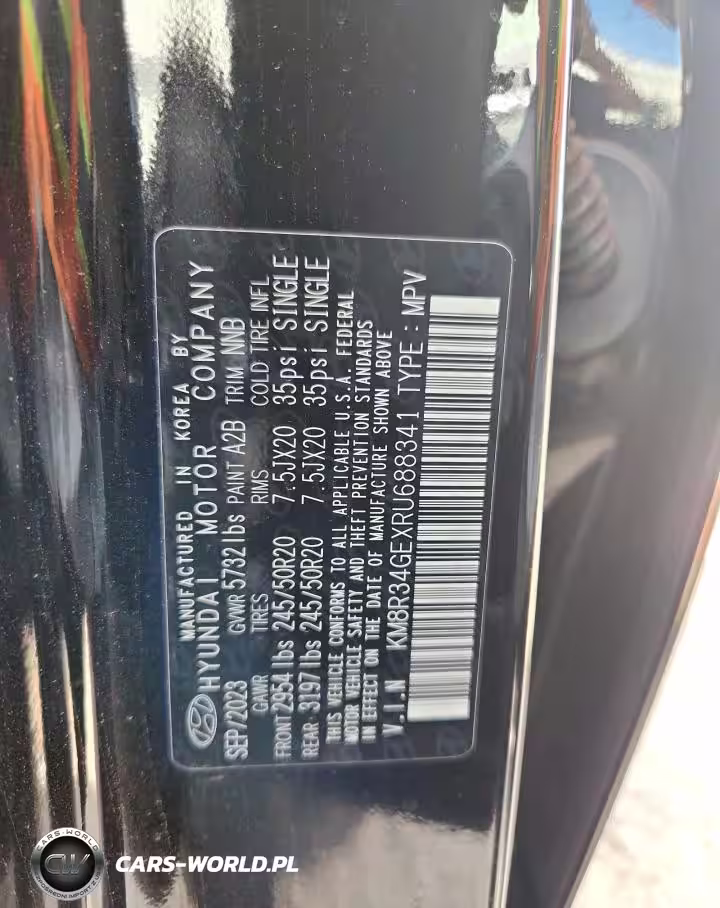 MANUFACTURED IN KOREA BY
HYUNDAI MOTOR COMPANY
SEP/2023 GVWR 5732 lbs PAINT A2B TRIM NNB
GAWR TIRES RIMS COLD TIRE INFL
FRONT 2954 lbs 245/50R20 7.5JX20 35psi SINGLE
REAR 3197 lbs 245/50R20 7.5JX20 35psi SINGLE
THIS VEHICLE CONFORMS TO ALL APPLICABLE U.S.A. FEDERAL
MOTOR VEHICLE SAFETY AND THEFT PREVENTION STANDARDS
IN EFFECT ON THE DATE OF MANUFACTURE SHOWN ABOVE
V.I.N KM8R34GEXRU688341 TYPE : MPV
CARS-WORLD
CW
CARS-WORLD.PL